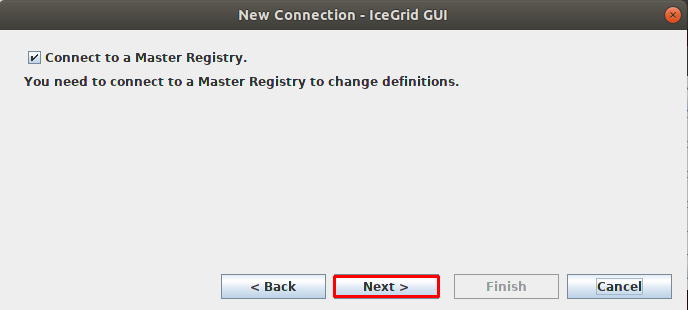 New Connection - IceGrid GUI
Connect to a Master Registry.
You need to connect to a Master Registry to change definitions.
< Back Next > Finish Cancel